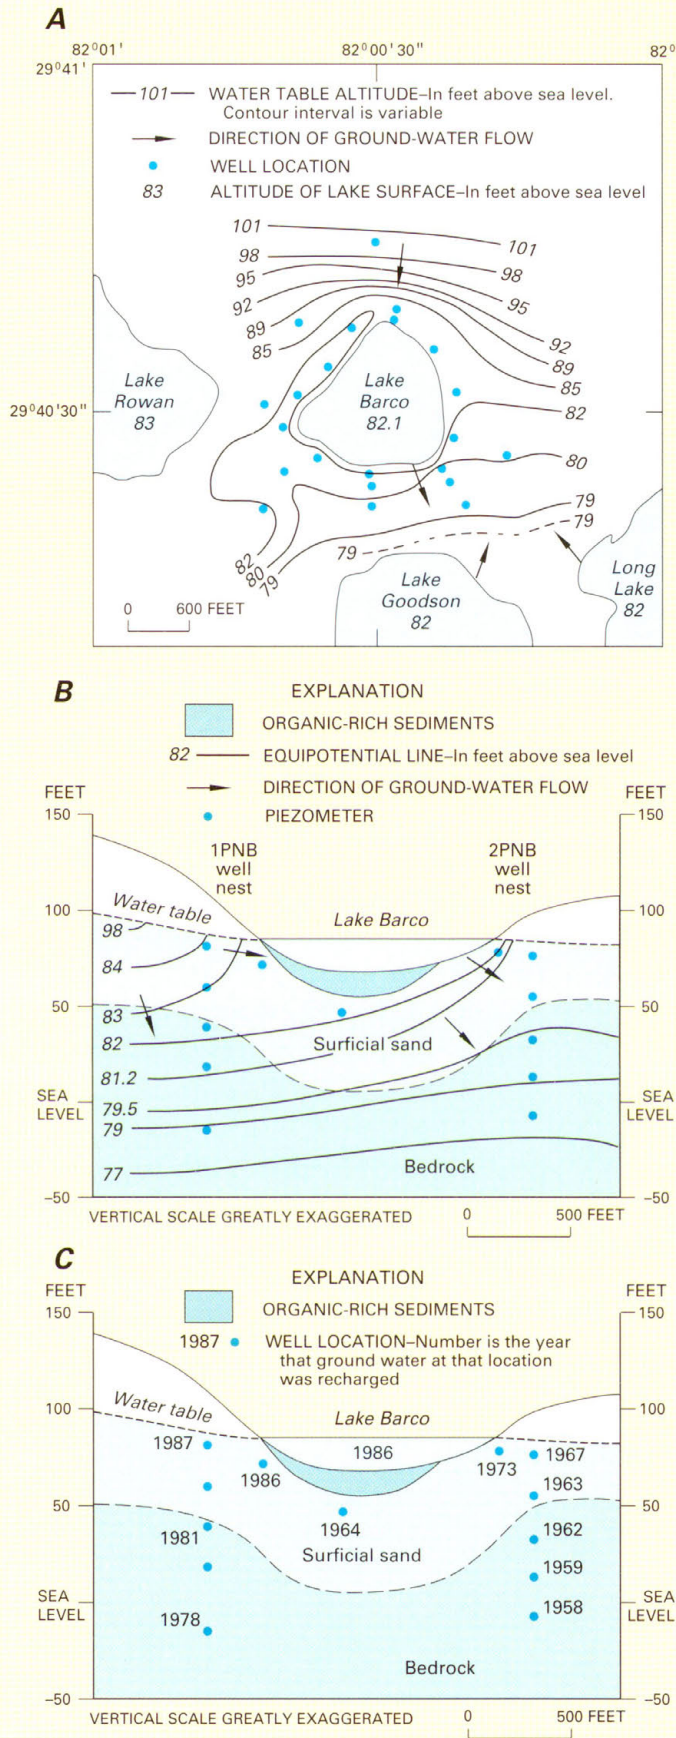 A
82°01' 82°00'30" 82°
29°41'
—101— WATER TABLE ALTITUDE–In feet above sea level.
Contour interval is variable
DIRECTION OF GROUND-WATER FLOW
WELL LOCATION
83 ALTITUDE OF LAKE SURFACE–In feet above sea level
101 101
98 98
95 95
92 92
89 89
85 85
Lake
Rowan
83
Lake
Barco
82.1
29°40'30"
82
80
79
79
82
80
79
79
Lake
Goodson
82
Long
Lake
82
0 600 FEET
B
EXPLANATION
ORGANIC-RICH SEDIMENTS
82 —— EQUIPOTENTIAL LINE–In feet above sea level
DIRECTION OF GROUND-WATER FLOW
PIEZOMETER
FEET FEET
150 150
1PNB
well
nest
2PNB
well
nest
Water table
Lake Barco
100 100
98
84
50 50
83
82
Surficial sand
81.2
SEA
LEVEL
SEA
LEVEL
79.5
79
77
Bedrock
–50 –50
VERTICAL SCALE GREATLY EXAGGERATED
0 500 FEET
C
EXPLANATION
ORGANIC-RICH SEDIMENTS
1987 WELL LOCATION–Number is the year
that ground water at that location
was recharged
FEET FEET
150 150
Water table
Lake Barco
100 100
1987
1986
1986
1973
1967
1963
50 50
1981
1964
1962
Surficial sand
1959
SEA
LEVEL
SEA
LEVEL
1978
1958
Bedrock
–50 –50
VERTICAL SCALE GREATLY EXAGGERATED
0 500 FEET